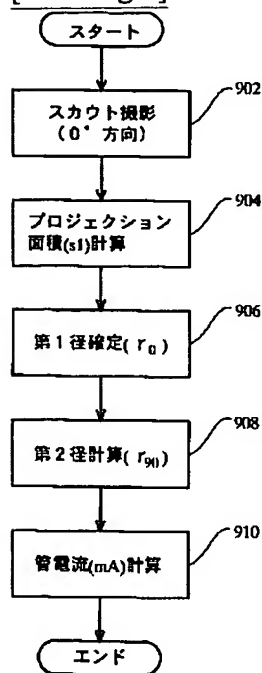 スタート
902
スカウト撮影
(0°方向)
904
プロジェクション
面積(s1)計算
906
第1径確定(r0)
908
第2径計算(r90)
910
管電流(mA)計算
エンド